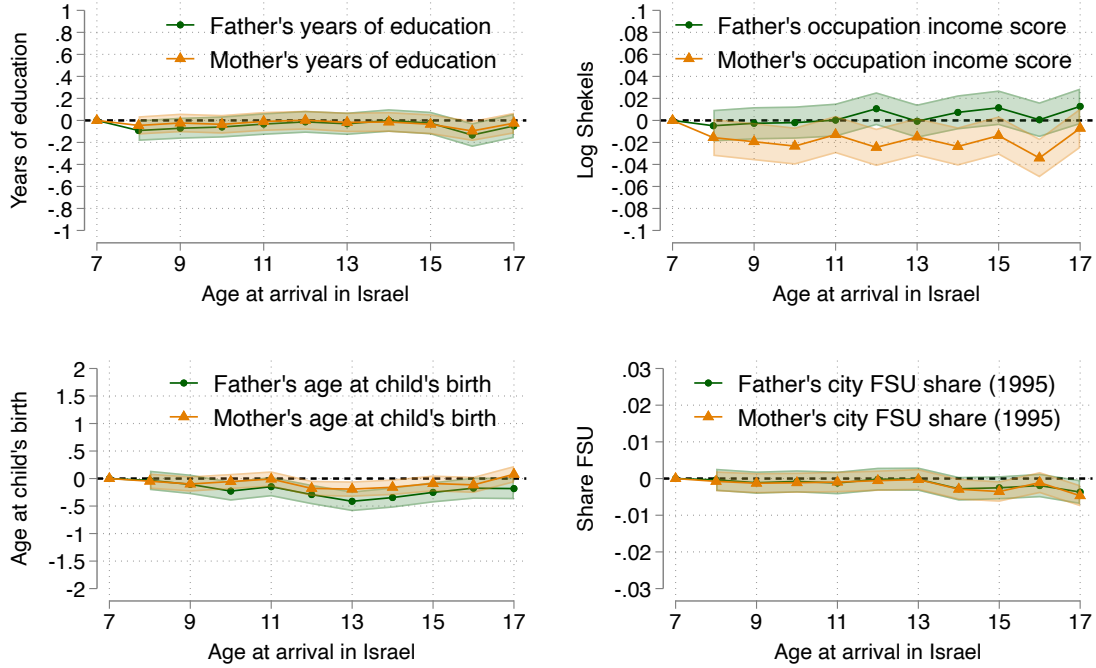 Father's years of education
Mother's years of education
Years of education
1
.8
.6
.4
.2
0
-.2
-.4
-.6
-.8
-1
7 9 11 13 15 17
Age at arrival in Israel
Father's occupation income score
Mother's occupation income score
Log Shekels
.1
.08
.06
.04
.02
0
-.02
-.04
-.06
-.08
-.1
7 9 11 13 15 17
Age at arrival in Israel
Father's age at child's birth
Mother's age at child's birth
Age at child's birth
2
1.5
1
.5
0
-.5
-1
-1.5
-2
7 9 11 13 15 17
Age at arrival in Israel
Father's city FSU share (1995)
Mother's city FSU share (1995)
Share FSU
.03
.02
.01
0
-.01
-.02
-.03
7 9 11 13 15 17
Age at arrival in Israel